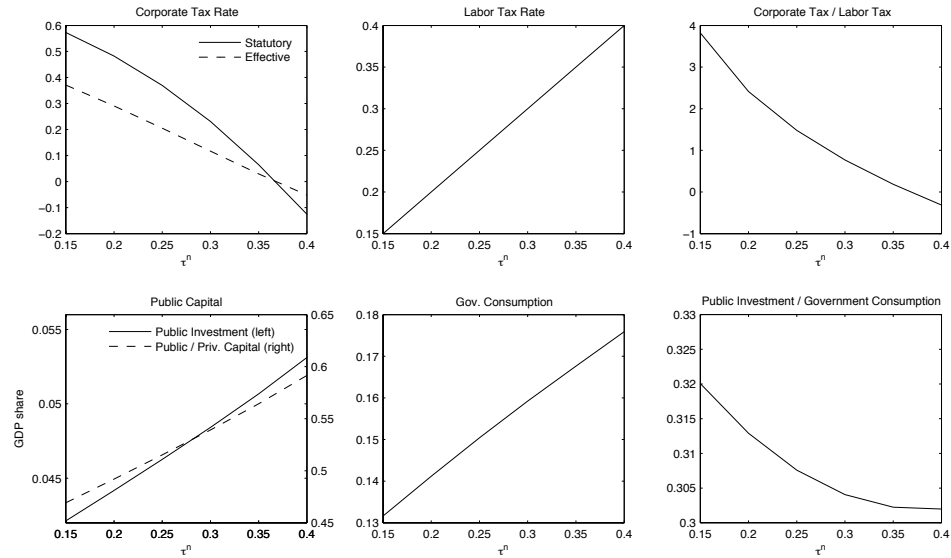 Corporate Tax Rate
0.6
0.5
0.4
0.3
0.2
0.1
0
−0.1
−0.2
Statutory
Effective
0.15 0.2 0.25 0.3 0.35 0.4
τⁿ
Labor Tax Rate
0.4
0.35
0.3
0.25
0.2
0.15
0.15 0.2 0.25 0.3 0.35 0.4
τⁿ
Corporate Tax / Labor Tax
4
3
2
1
0
−1
0.15 0.2 0.25 0.3 0.35 0.4
τⁿ
Public Capital
GDP share
0.055
0.05
0.045
Public Investment (left)
Public / Priv. Capital (right)
0.65
0.6
0.55
0.5
0.45
0.15 0.2 0.25 0.3 0.35 0.4
τⁿ
Gov. Consumption
0.18
0.17
0.16
0.15
0.14
0.13
0.15 0.2 0.25 0.3 0.35 0.4
τⁿ
Public Investment / Government Consumption
0.33
0.325
0.32
0.315
0.31
0.305
0.3
0.15 0.2 0.25 0.3 0.35 0.4
τⁿ